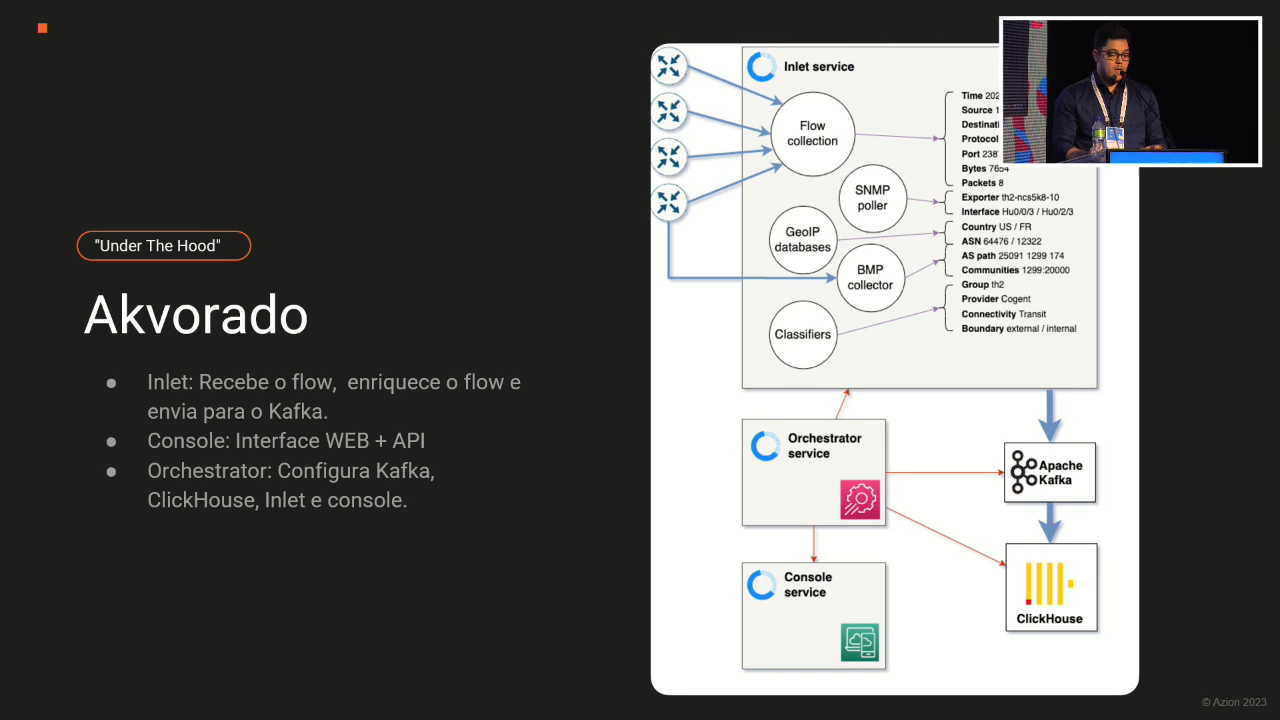 "Under The Hood"
Akvorado
● Inlet: Recebe o flow, enriquece o flow e
envia para o Kafka.
● Console: Interface WEB + API
● Orchestrator: Configura Kafka,
ClickHouse, Inlet e console.
Inlet service
Flow
collection
SNMP
poller
GeoIP
databases
BMP
collector
Classifiers
Time
Source
Protocol
Port
Bytes 7654
Packets 8
Exporter th2-ncs5k8-10
Interface Hu0/0/3 / Hu0/2/3
Country US / FR
ASN 64476 / 12322
AS path 25091 1299 174
Communities 1299:20000
Group th2
Provider Cogent
Connectivity Transit
Boundary external / internal
Orchestrator
service
Apache
Kafka
Console
service
ClickHouse
© Azion 2023